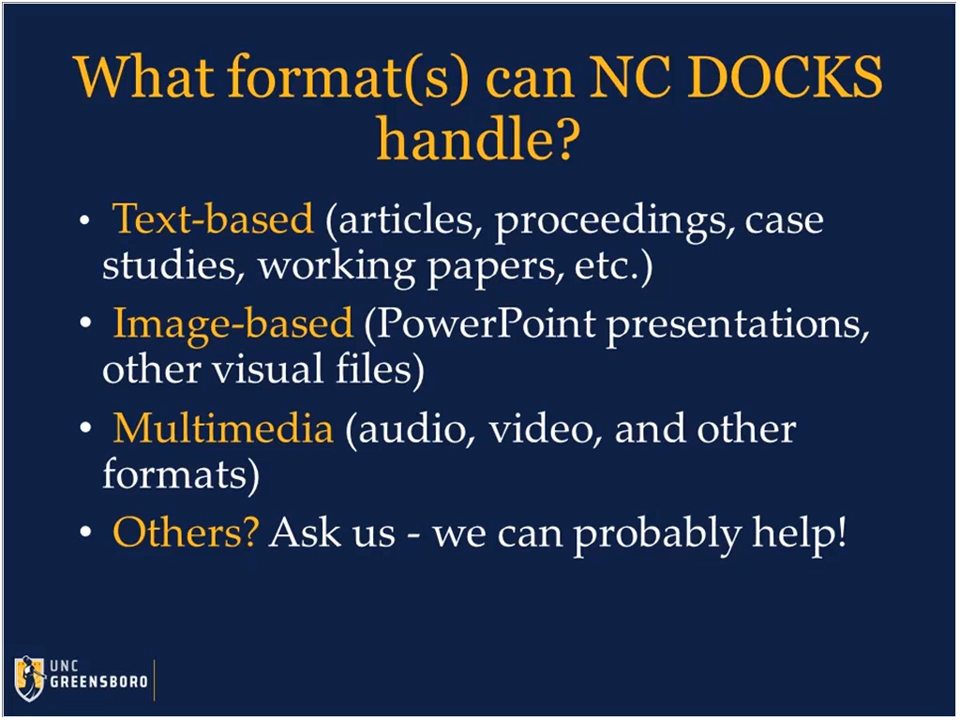 What format(s) can NC DOCKS
handle?
• Text-based (articles, proceedings, case
studies, working papers, etc.)
• Image-based (PowerPoint presentations,
other visual files)
• Multimedia (audio, video, and other
formats)
• Others? Ask us - we can probably help!
UNC
GREENSBORO